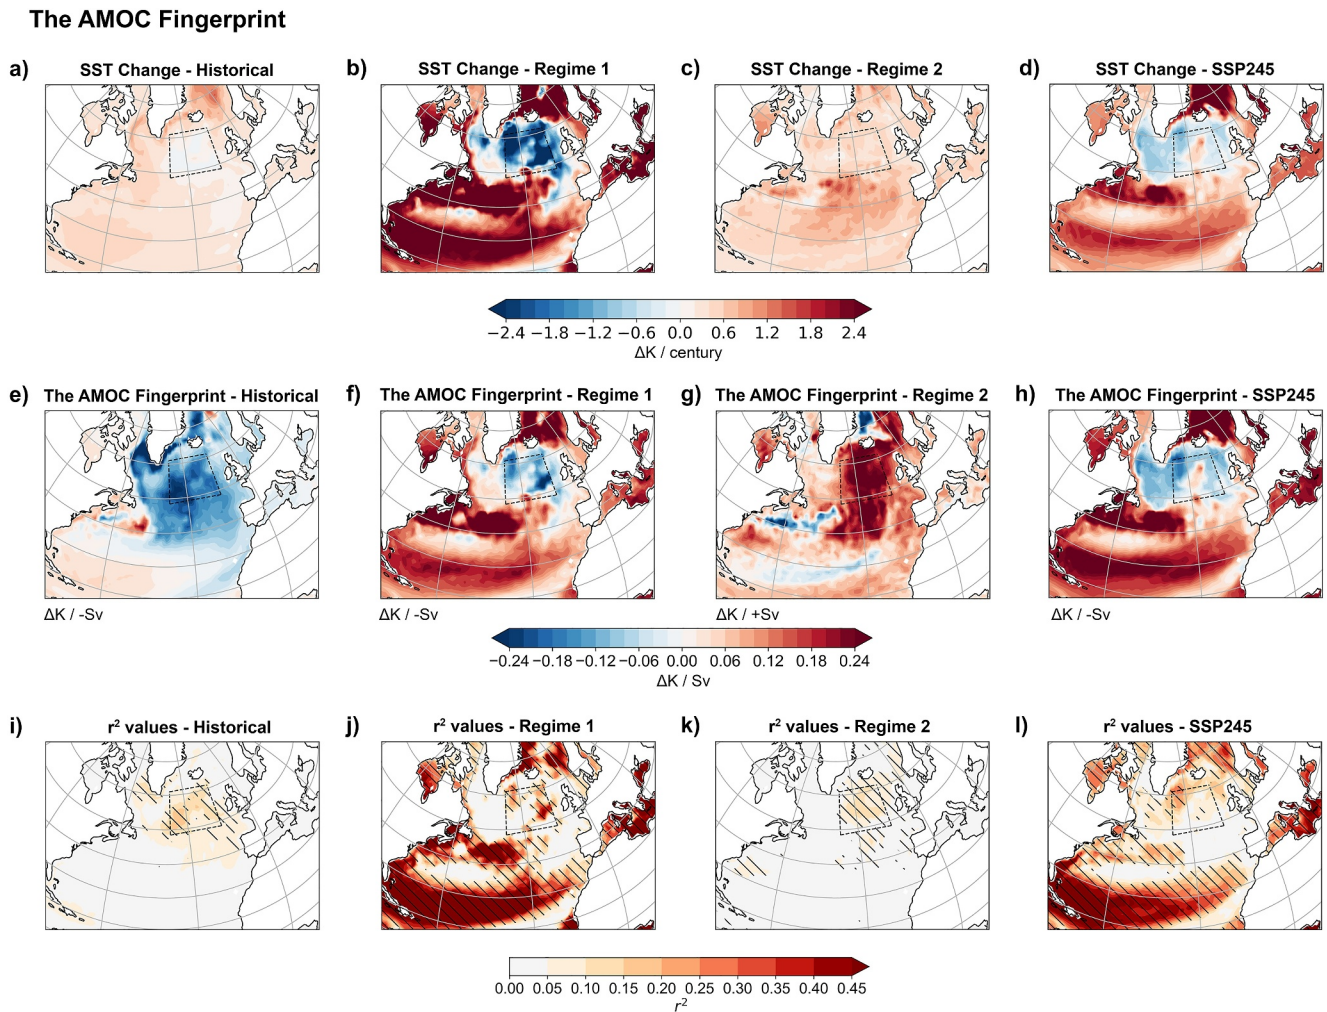 The AMOC Fingerprint
a) SST Change - Historical
b) SST Change - Regime 1
c) SST Change - Regime 2
d) SST Change - SSP245
−2.4 −1.8 −1.2 −0.6 0.0 0.6 1.2 1.8 2.4
ΔK / century
e) The AMOC Fingerprint - Historical
f) The AMOC Fingerprint - Regime 1
g) The AMOC Fingerprint - Regime 2
h) The AMOC Fingerprint - SSP245
ΔK / -Sv
ΔK / -Sv
ΔK / +Sv
ΔK / -Sv
−0.24 −0.18 −0.12 −0.06 0.00 0.06 0.12 0.18 0.24
ΔK / Sv
i) r² values - Historical
j) r² values - Regime 1
k) r² values - Regime 2
l) r² values - SSP245
0.00 0.05 0.10 0.15 0.20 0.25 0.30 0.35 0.40 0.45
r²